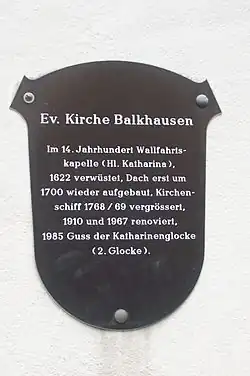 Ev. Kirche Balkhausen
Im 14. Jahrhundert Wallfahrts-
kapelle (Hl. Katharina),
1622 verwüstet, Dach erst um
1700 wieder aufgebaut, Kirchen-
schiff 1768/69 vergrössert,
1910 und 1967 renoviert,
1985 Guss der Katharinenglocke
(2. Glocke).